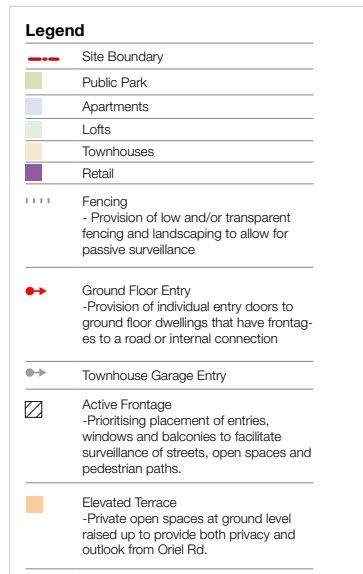 Legend
Site Boundary
Public Park
Apartments
Lofts
Townhouses
Retail
Fencing
- Provision of low and/or transparent
fencing and landscaping to allow for
passive surveillance
Ground Floor Entry
-Provision of individual entry doors to
ground floor dwellings that have frontag-
es to a road or internal connection
Townhouse Garage Entry
Active Frontage
-Prioritising placement of entries,
windows and balconies to facilitate
surveillance of streets, open spaces and
pedestrian paths.
Elevated Terrace
-Private open spaces at ground level
raised up to provide both privacy and
outlook from Oriel Rd.